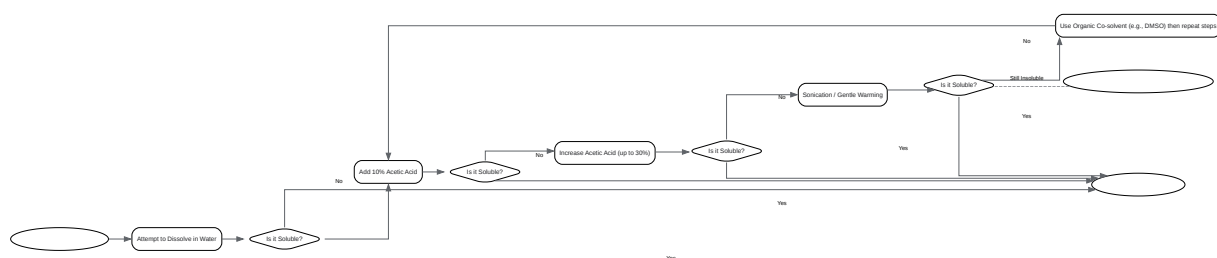 Use Organic Co-solvent (e.g., DMSO) then repeat steps
No
Still Insoluble
Is it Soluble?
Sonication / Gentle Warming
No
Yes
Is it Soluble?
Increase Acetic Acid (up to 30%)
No
Yes
Is it Soluble?
Add 10% Acetic Acid
No
Yes
Is it Soluble?
Attempt to Dissolve in Water
Yes